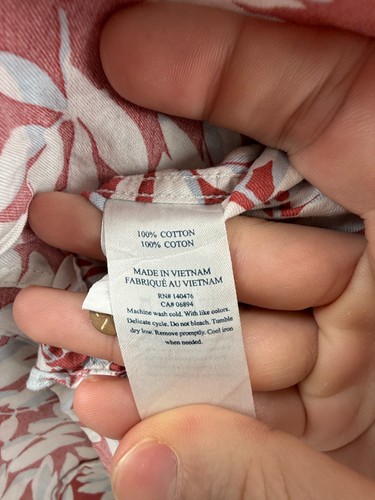 100% COTTON
100% COTON
MADE IN VIETNAM
FABRIQUÉ AU VIETNAM
RN# 140476
CA# 06894
Machine wash cold. With like colors.
Delicate cycle. Do not bleach. Tumble
dry low. Remove promptly. Cool iron
when needed.